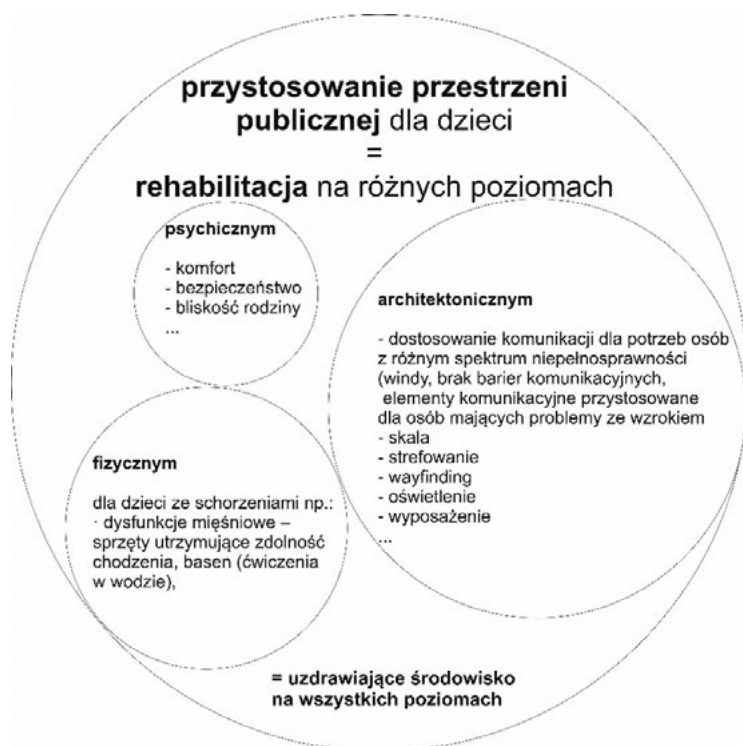 przystosowanie przestrzeni
publicznej dla dzieci
=
rehabilitacja na różnych poziomach
psychicznym
- komfort
- bezpieczeństwo
- bliskość rodziny
...
architektonicznym
- dostosowanie komunikacji dla potrzeb osób
z różnym spektrum niepełnosprawności
(windy, brak barier komunikacyjnych,
elementy komunikacyjne przystosowane
dla osób mających problemy ze wzrokiem
- skala
- strefowanie
- wayfinding
- oświetlenie
- wyposażenie
...
fizycznym
dla dzieci ze schorzeniami np.:
· dysfunkcje mięśniowe –
sprzęty utrzymujące zdolność
chodzenia, basen (ćwiczenia
w wodzie),
= uzdrawiające środowisko
na wszystkich poziomach